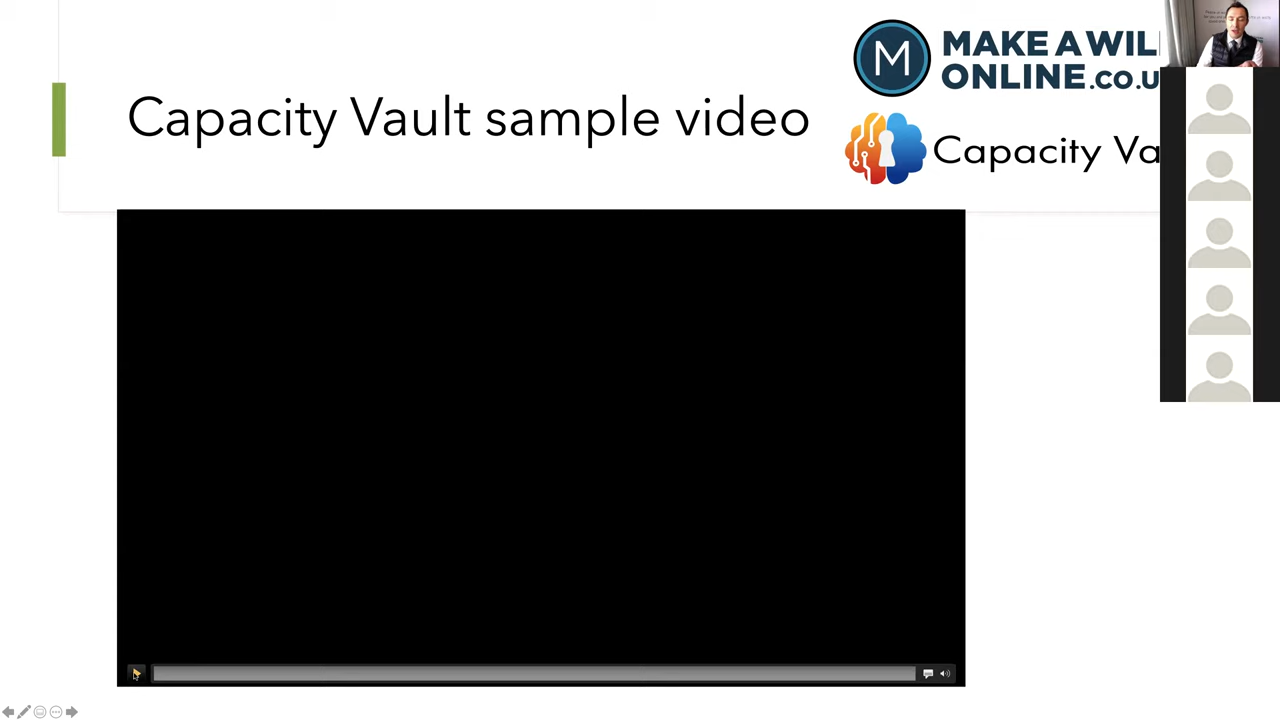 Capacity Vault sample video
M
MAKE A WIL
ONLINE.co.u
Capacity Va